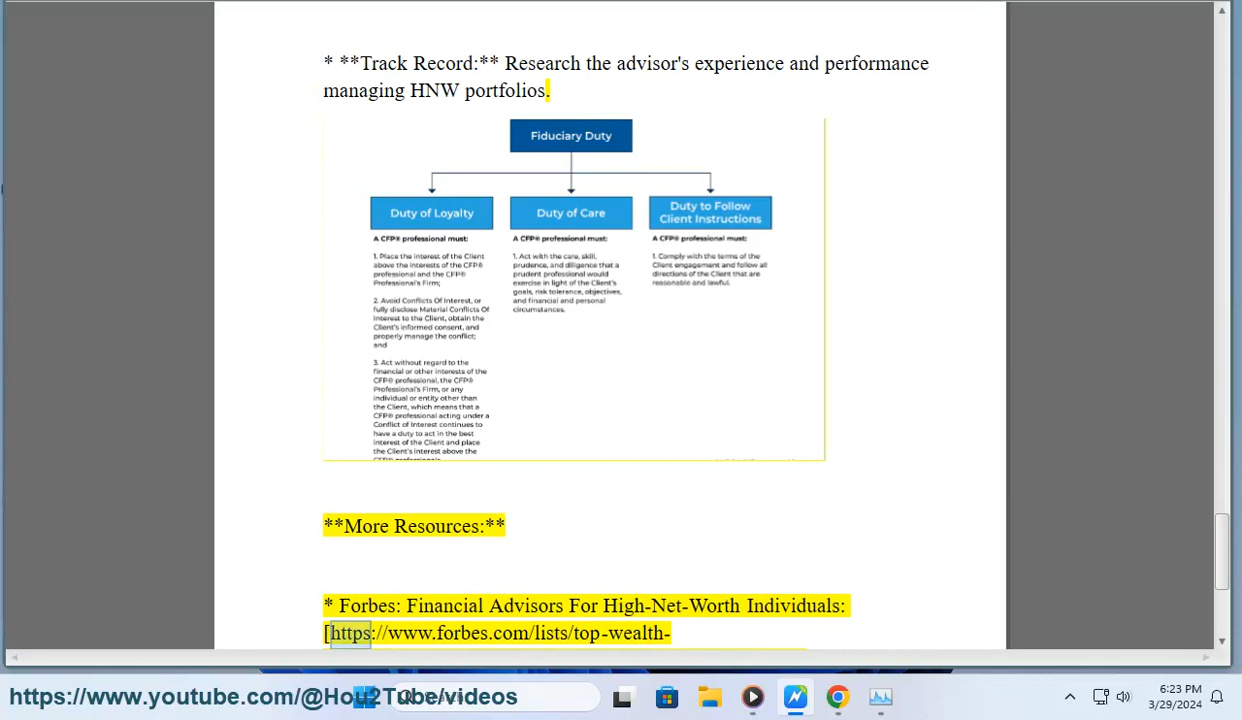 * **Track Record:** Research the advisor's experience and performance
managing HNW portfolios.
Fiduciary Duty
Duty of Loyalty
A CFP® professional must:
1. Place the interest of the Client
above the interests of the CFP®
professional and the CFP®
Professional's Firm;
2. Avoid Conflicts Of Interest, or
fully disclose Material Conflicts Of
Interest to the Client, obtain the
Client's informed consent, and
properly manage the conflict;
and
3. Act without regard to the
financial or other interests of the
CFP® professional, the CFP®
Professional's Firm, or any
individual or entity other than
the Client, which means that a
CFP® professional acting under a
Conflict of Interest continues to
have a duty to act in the best
interest of the Client and place
the Client's interest above the
Duty of Care
A CFP® professional must:
1. Act with the care, skill,
prudence, and diligence that a
prudent professional would
exercise in light of the Client's
goals, risk tolerance, objectives,
and financial and personal
circumstances.
Duty to Follow
Client Instructions
A CFP® professional must:
1. Comply with the terms of the
Client engagement and follow all
directions of the Client that are
reasonable and lawful.
**More Resources:**
* Forbes: Financial Advisors For High-Net-Worth Individuals:
[https://www.forbes.com/lists/top-wealth-
https://www.youtube.com/@Hou2Tube/videos
6:23 PM
3/29/2024